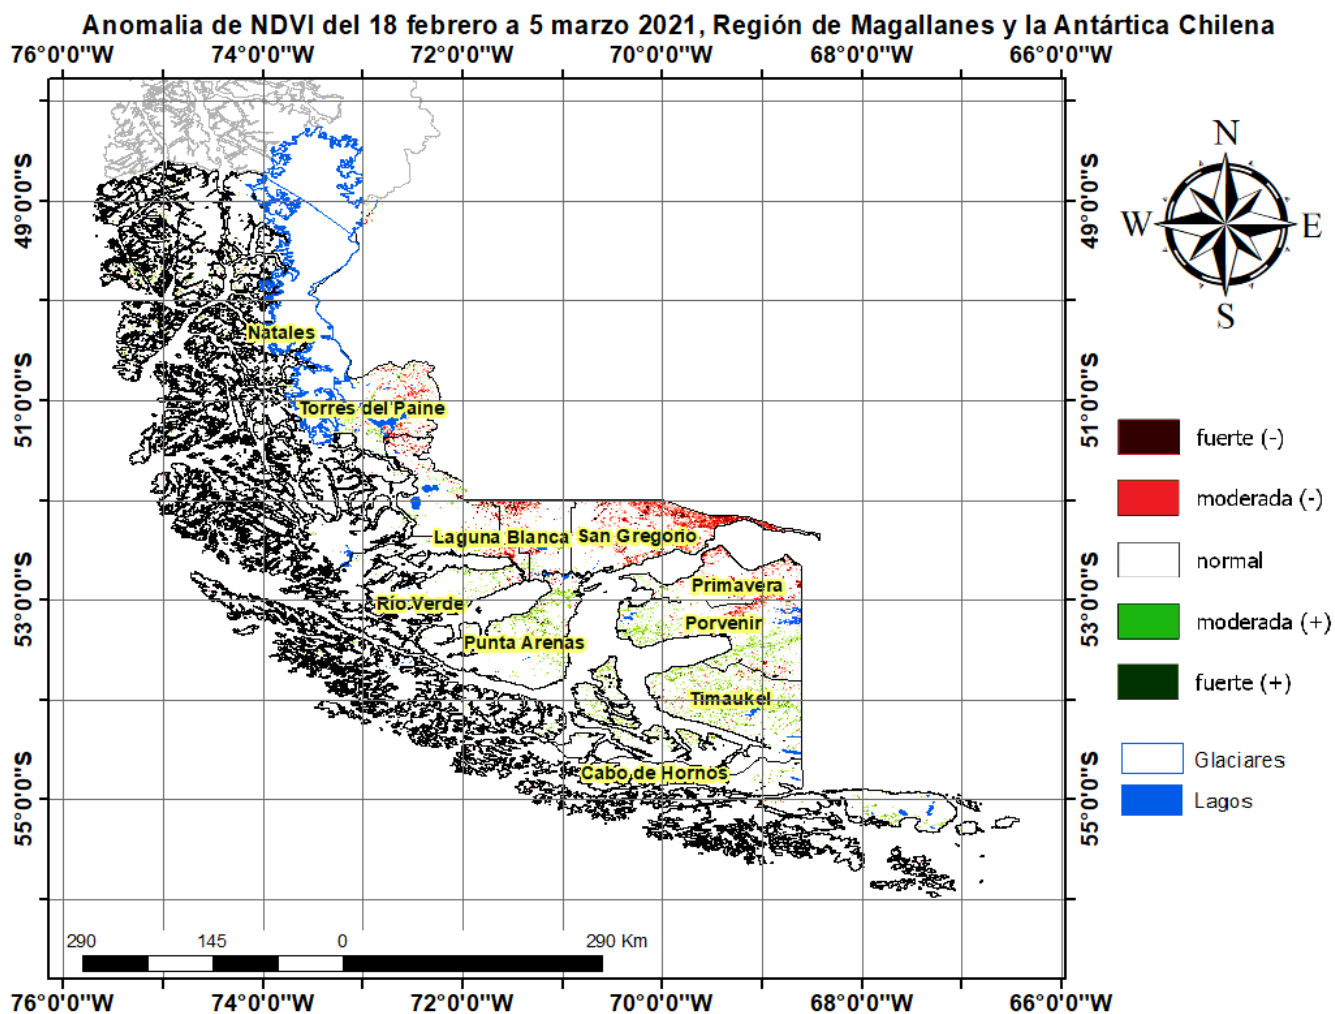 Anomalia de NDVI del 18 febrero a 5 marzo 2021, Región de Magallanes y la Antártica Chilena
76°0'0"W 74°0'0"W 72°0'0"W 70°0'0"W 68°0'0"W 66°0'0"W
N
W E
S
49°0'0"S 49°0'0"S
Natales
51°0'0"S 51°0'0"S
Torres del Paine
fuerte (-)
moderada (-)
Laguna Blanca San Gregorio
normal
Primavera
Río Verde
53°0'0"S 53°0'0"S
Porvenir
moderada (+)
Punta Arenas
fuerte (+)
Timaukel
Glaciares
Cabo de Hornos
Lagos
55°0'0"S 55°0'0"S
290 145 0 290 Km
76°0'0"W 74°0'0"W 72°0'0"W 70°0'0"W 68°0'0"W 66°0'0"W